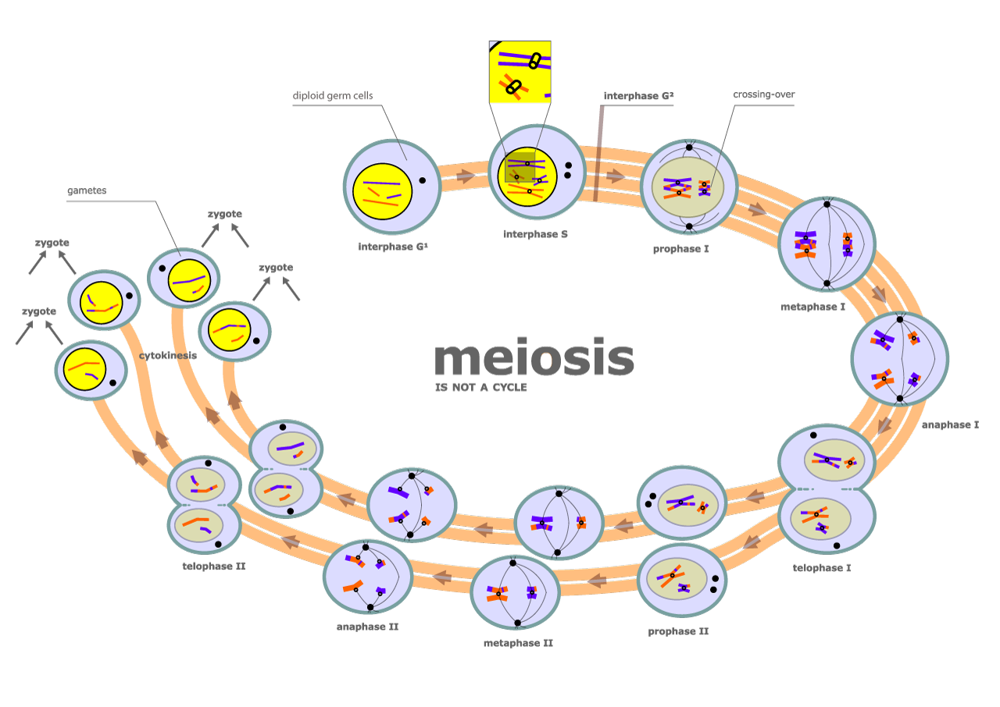 diploid germ cells
interphase G²
crossing-over
gametes
zygote
interphase S
zygote
interphase G¹
prophase I
zygote
metaphase I
zygote
cytokinesis
meiosis
IS NOT A CYCLE
anaphase I
telophase II
telophase I
anaphase II
prophase II
metaphase II